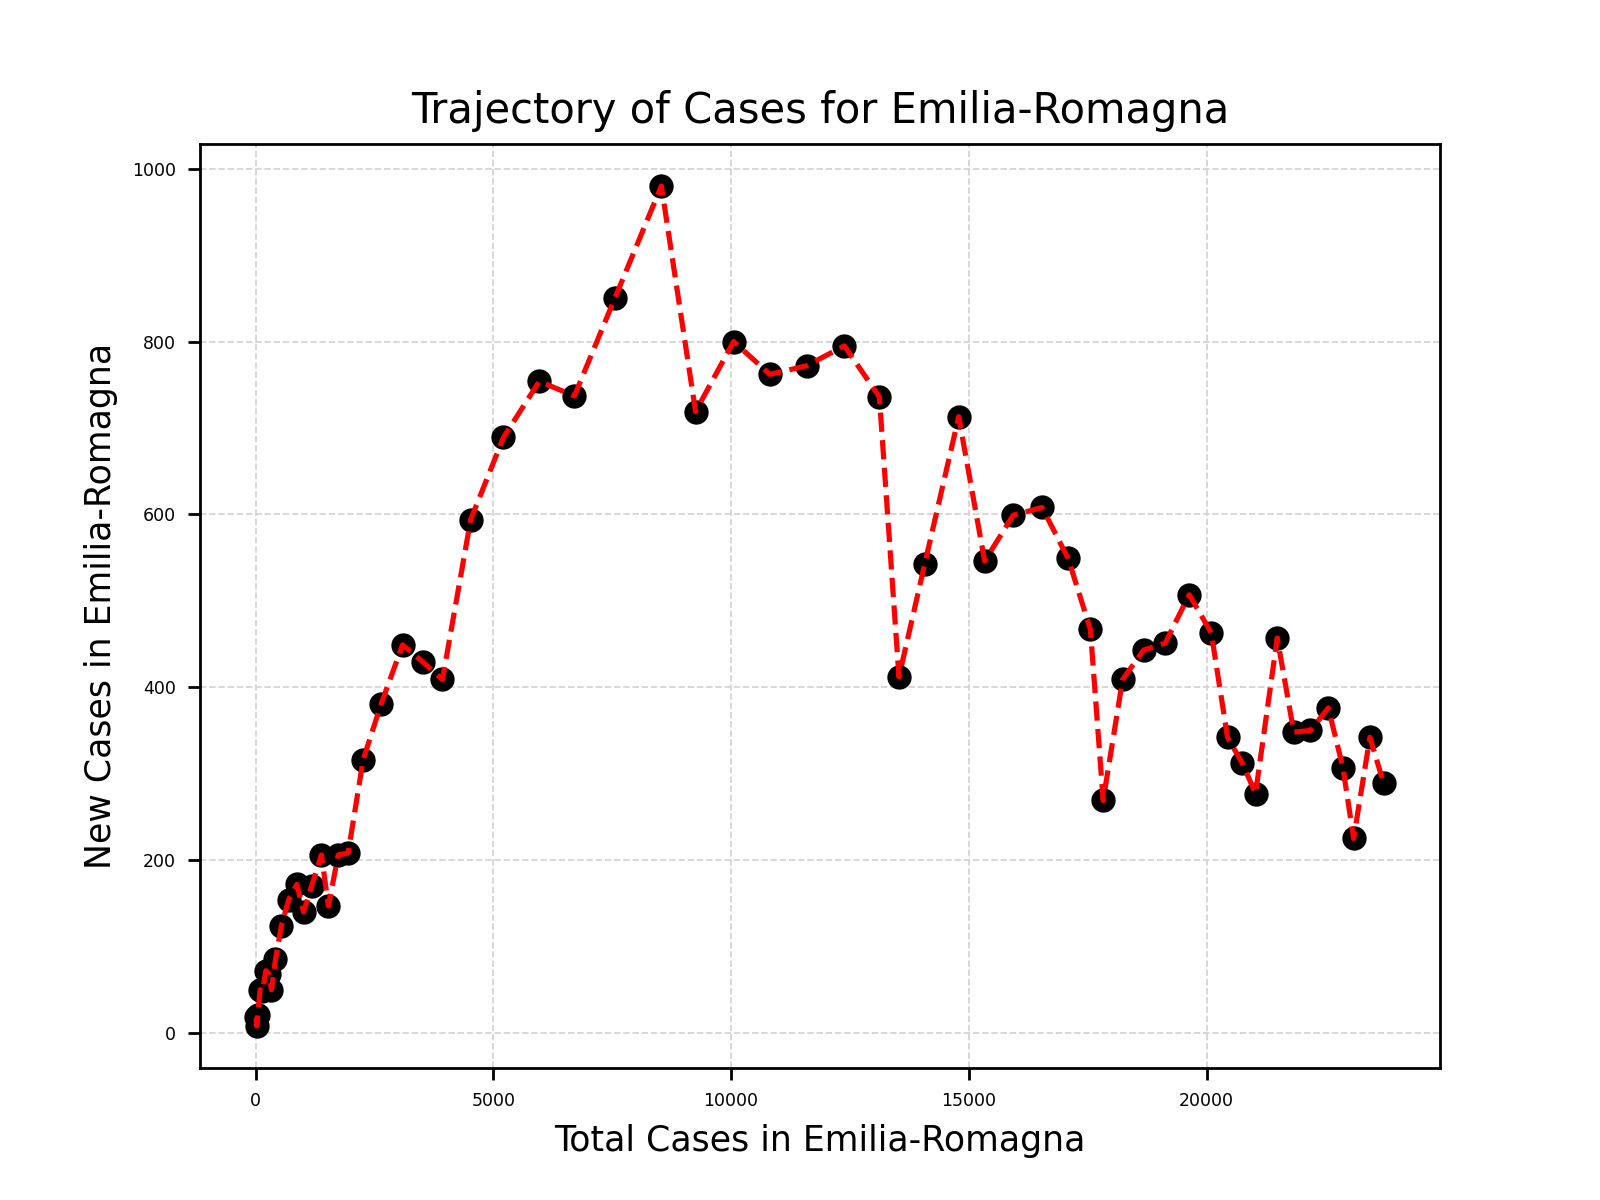 Trajectory of Cases for Emilia-Romagna
1000
800
600
400
200
0
New Cases in Emilia-Romagna
0 5000 10000 15000 20000
Total Cases in Emilia-Romagna